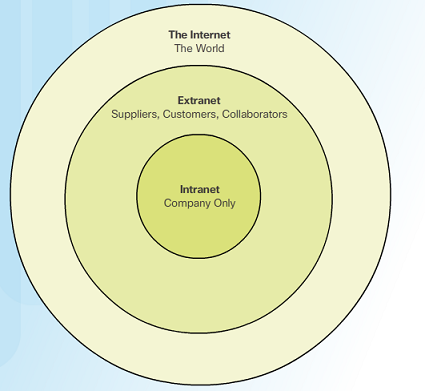 The Internet
The World
Extranet
Suppliers, Customers, Collaborators
Intranet
Company Only